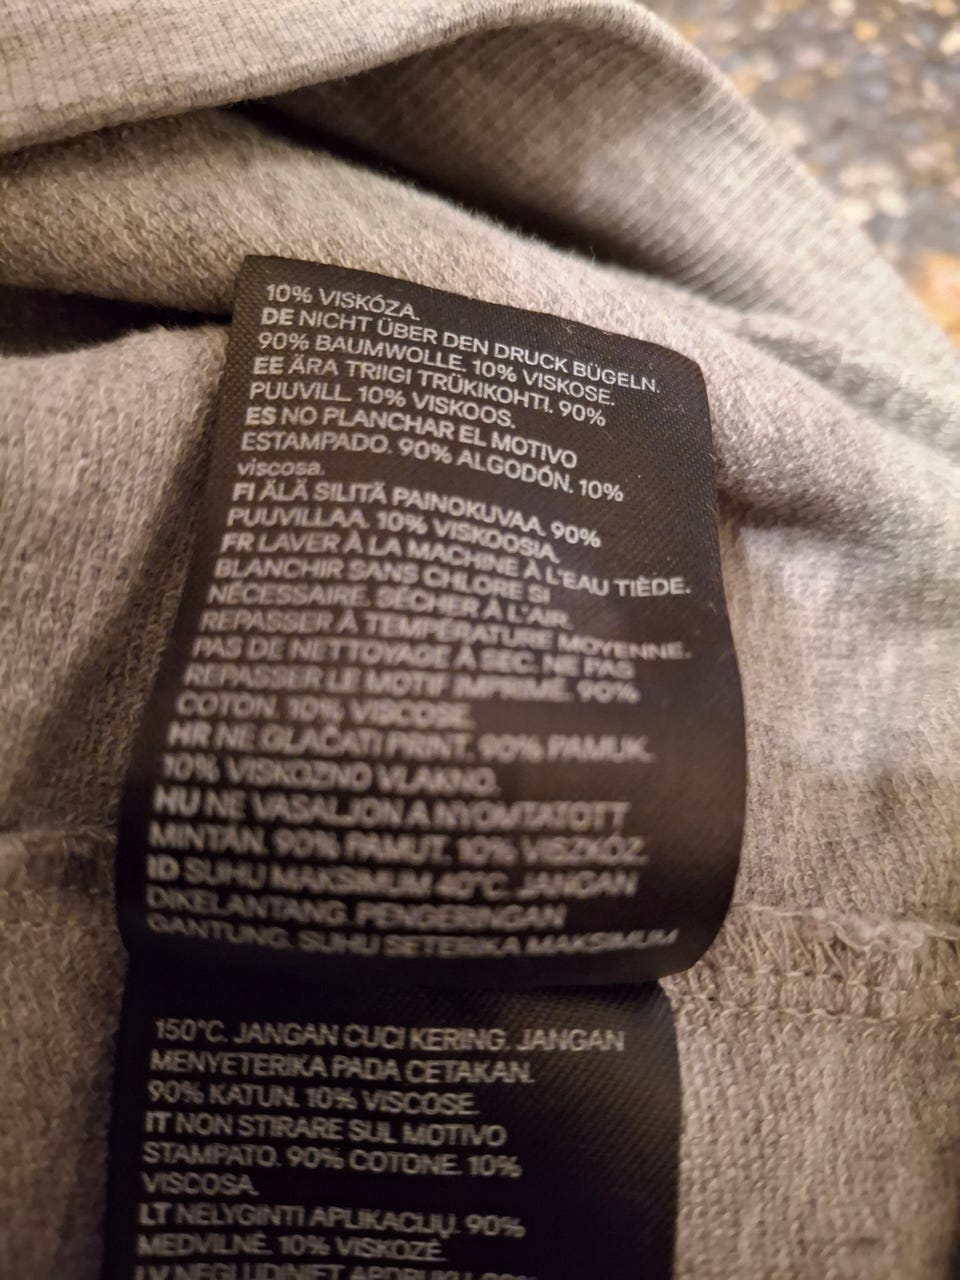 10% VISKÓZA.
DE NICHT ÜBER DEN DRUCK BÜGELN.
90% BAUMWOLLE. 10% VISKOSE.
EE ÄRA TRIIGI TRÜKIKOHTI. 90%
PUUVILL. 10% VISKOOS.
ES NO PLANCHAR EL MOTIVO
ESTAMPADO. 90% ALGODÓN. 10%
viscosa.
FI ÄLÄ SILITÄ PAINOKUVAA. 90%
PUUVILLAA. 10% VISKOOSIA.
FR LAVER À LA MACHINE À L'EAU TIÈDE.
BLANCHIR SANS CHLORE SI
NÉCESSAIRE. SÉCHER À L'AIR.
REPASSER À TEMPÉRATURE MOYENNE.
PAS DE NETTOYAGE À SEC. NE PAS
REPASSER LE MOTIF IMPRIMÉ. 90%
COTON. 10% VISCOSE.
HR NE GLAČATI PRINT. 90% PAMUK.
10% VISKOZNO VLAKNO.
HU NE VASALJON A NYOMTATOTT
MINTÁN. 90% PAMUT. 10% VISZKÓZ.
ID SUHU MAKSIMUM 40°C. JANGAN
DIKELANTANG. PENGERINGAN
GANTUNG. SUHU SETERIKA MAKSIMUM
150°C. JANGAN CUCI KERING. JANGAN
MENYETERIKA PADA CETAKAN.
90% KATUN. 10% VISCOSE.
IT NON STIRARE SUL MOTIVO
STAMPATO. 90% COTONE. 10%
VISCOSA.
LT NELYGINTI APLIKACIJŲ. 90%
MEDVILNĖ. 10% VISKOZĖ.
LV NEGLUDINIET APDRUKU.